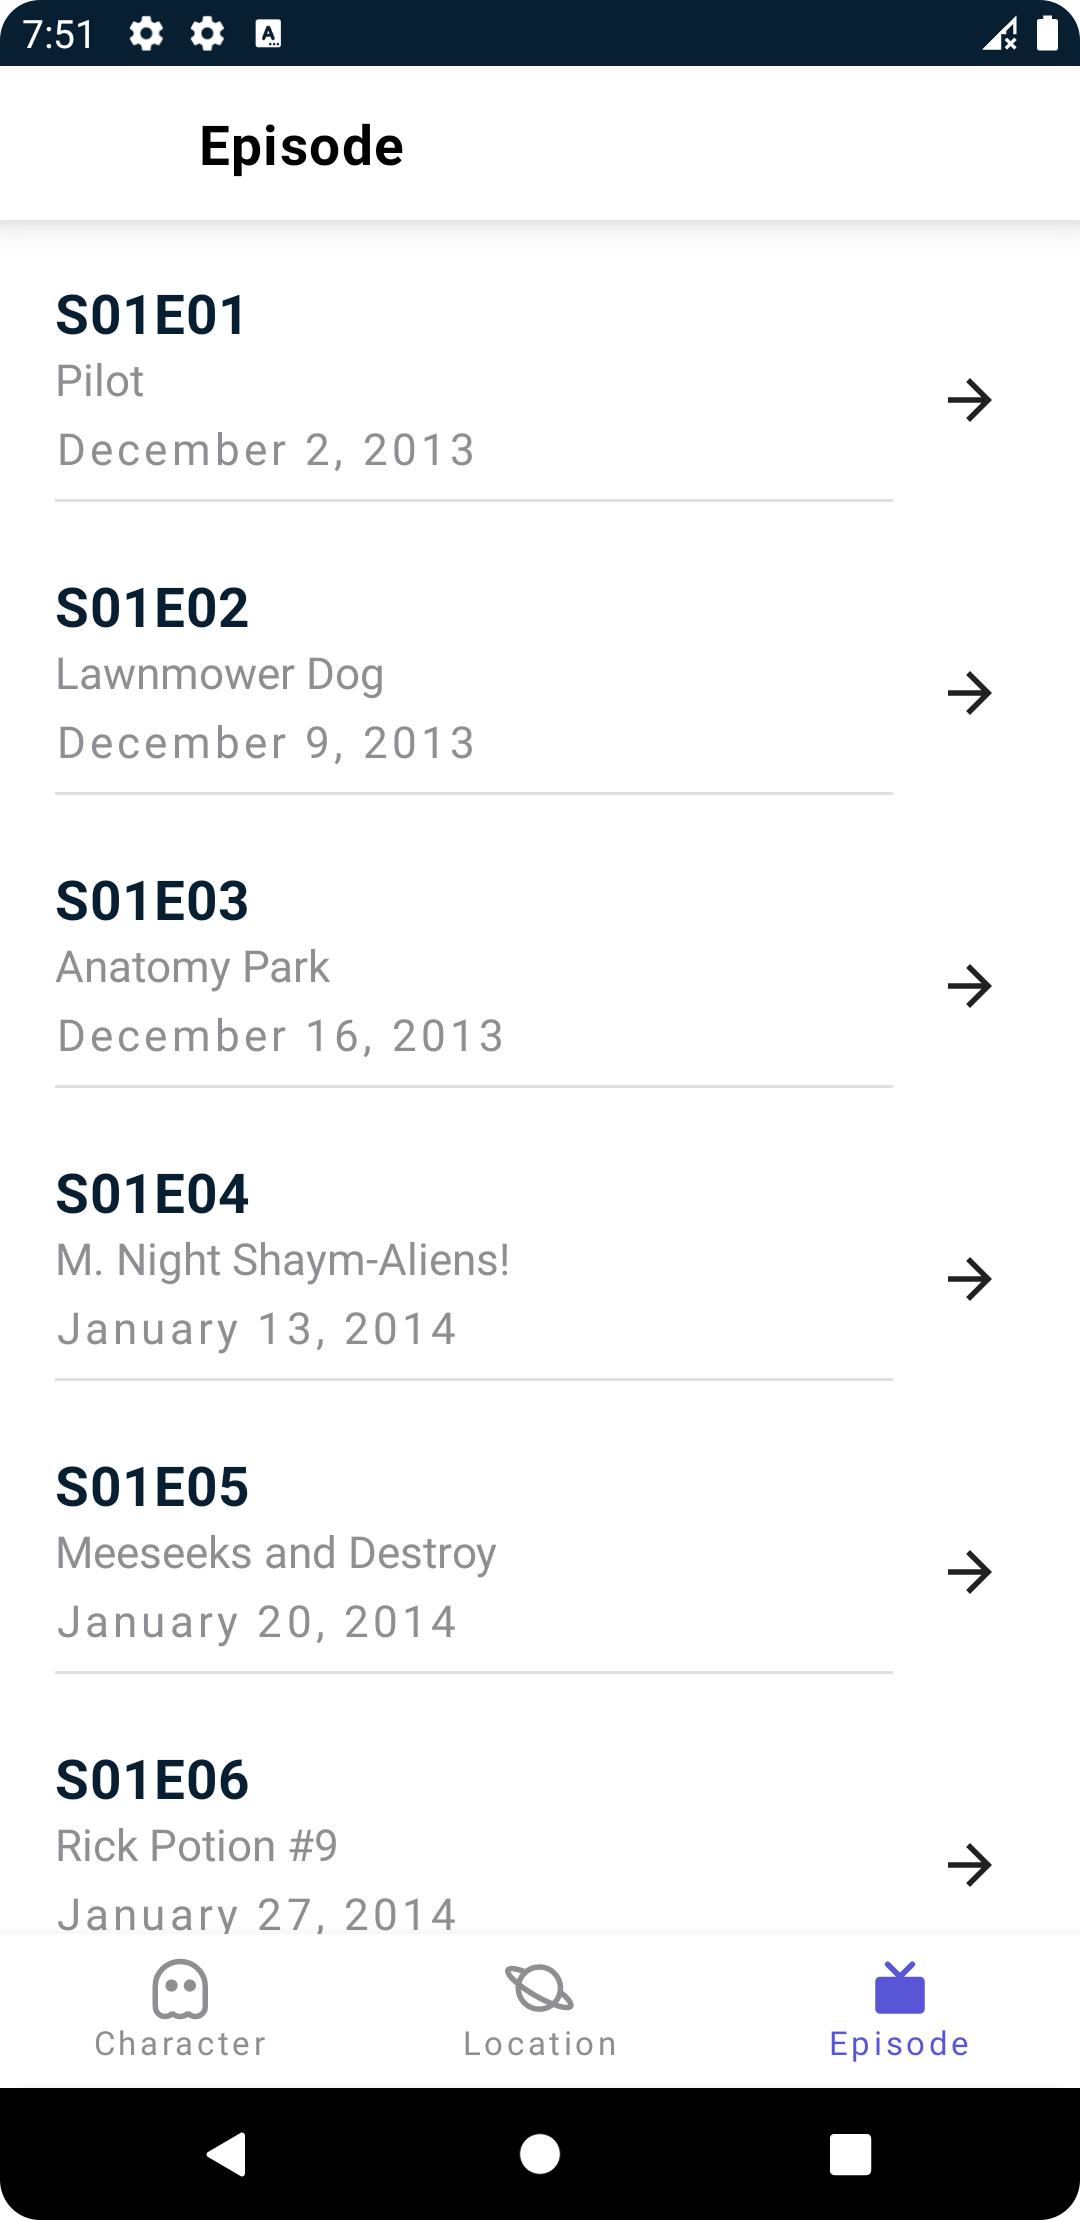 7:51
Episode
S01E01
Pilot
December 2, 2013
S01E02
Lawnmower Dog
December 9, 2013
S01E03
Anatomy Park
December 16, 2013
S01E04
M. Night Shaym-Aliens!
January 13, 2014
S01E05
Meeseeks and Destroy
January 20, 2014
S01E06
Rick Potion #9
January 27, 2014
Character Location Episode